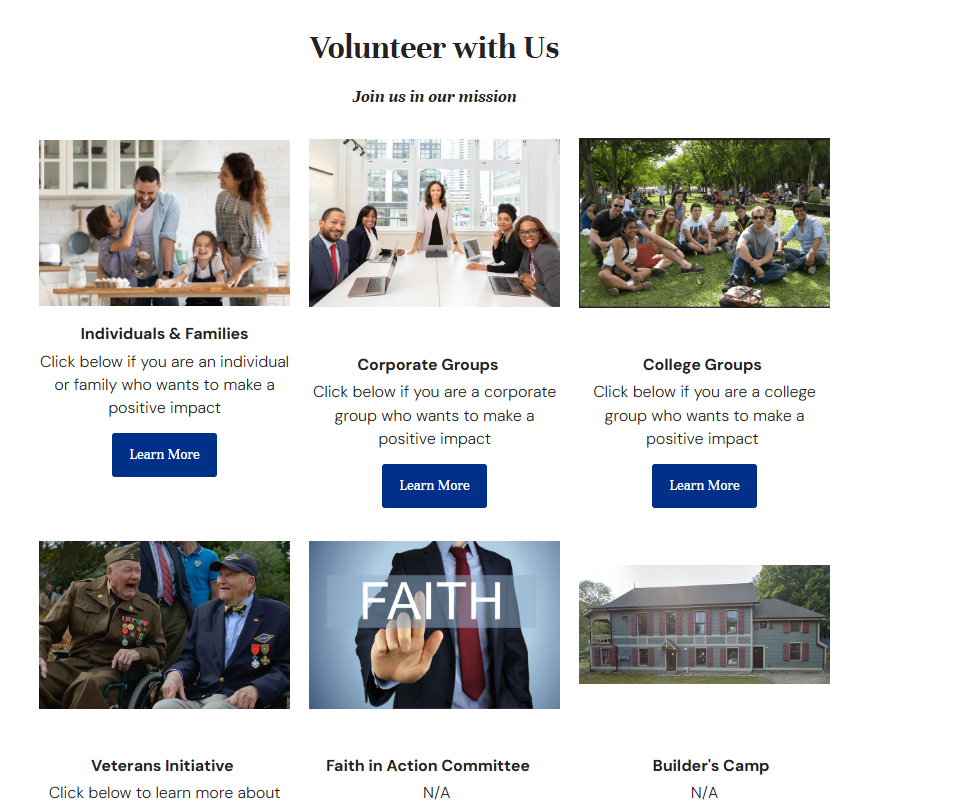 Volunteer with Us
Join us in our mission
Individuals & Families
Click below if you are an individual
or family who wants to make a
positive impact
Learn More
Corporate Groups
Click below if you are a corporate
group who wants to make a
positive impact
Learn More
College Groups
Click below if you are a college
group who wants to make a
positive impact
Learn More
FAITH
Veterans Initiative
Click below to learn more about
Faith in Action Committee
N/A
Builder's Camp
N/A